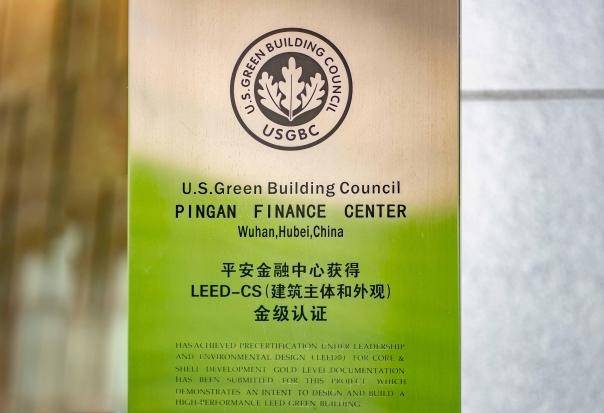 U.S. GREEN BUILDING COUNCIL
USGBC
U.S.Green Building Council
PINGAN FINANCE CENTER
Wuhan,Hubei,China
平安金融中心获得
LEED-CS(建筑主体和外观)
金级认证
HAS ACHIEVED PRECERTIFICATION UNDER LEADERSHIP
AND ENVIRONMENTAL DESIGN (LEED®) FOR CORE &
SHELL DEVELOPMENT GOLD LEVEL.DOCUMENTATION
HAS BEEN SUBMITTED FOR THIS PROJECT WHICH
DEMONSTRATES AN INTENT TO DESIGN AND BUILD A
HIGH-PERFORMANCE LEED GREEN BUILDING.